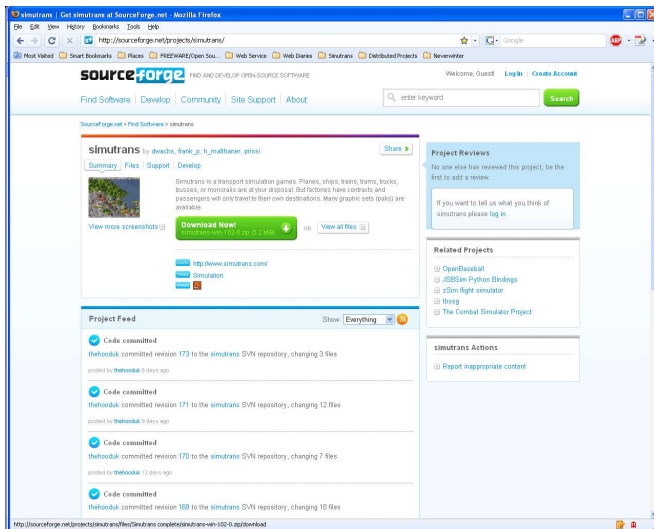 simutrans | Get simutrans at SourceForge.net - Mozilla Firefox
File Edit View History Bookmarks Tools Help
http://sourceforge.net/projects/simutrans/
Google
ABP
Most Visited Smart Bookmarks Places FREEWARE/Open Sou... Web Service Web Diaries Simutrans Distributed Projects Neverwinter
sourceforge FIND AND DEVELOP OPEN-SOURCE SOFTWARE
Welcome, Guest! Log In Create Account
Find Software Develop Community Site Support About
enter keyword Search
SourceForge.net > Find Software > simutrans
simutrans by dwachs, frank_p, h_malthaner, prissi
Share
Summary Files Support Develop
Simutrans is a transport simulation games. Planes, ships, trains, trams, trucks,
busses, or monorails are at your disposal. But factories have contracts and
passengers will only travel to their own destinations. Many graphic sets (paks) are
available.
View more screenshots
Download Now!
simutrans-win-102-0.zip (5.2 MiB)
OR View all files
http://www.simutrans.com/
Simulation
Project Feed
Show: Everything
Code committed
thehooduk committed revision 173 to the simutrans SVN repository, changing 3 files
posted by thehooduk 6 days ago
Code committed
thehooduk committed revision 171 to the simutrans SVN repository, changing 12 files
posted by thehooduk 9 days ago
Code committed
thehooduk committed revision 170 to the simutrans SVN repository, changing 7 files
posted by thehooduk 12 days ago
Code committed
thehooduk committed revision 169 to the simutrans SVN repository, changing 18 files
Project Reviews
No one else has reviewed this project; be the
first to add a review.
If you want to tell us what you think of
simutrans please log in.
Related Projects
OpenBaseball
JSBSim Python Bindings
zSim flight simulator
tbssg
The Combat Simulator Project
simutrans Actions
Report inappropriate content
http://sourceforge.net/projects/simutrans/files/Simutrans complete/simutrans-win-102-0.zip/download